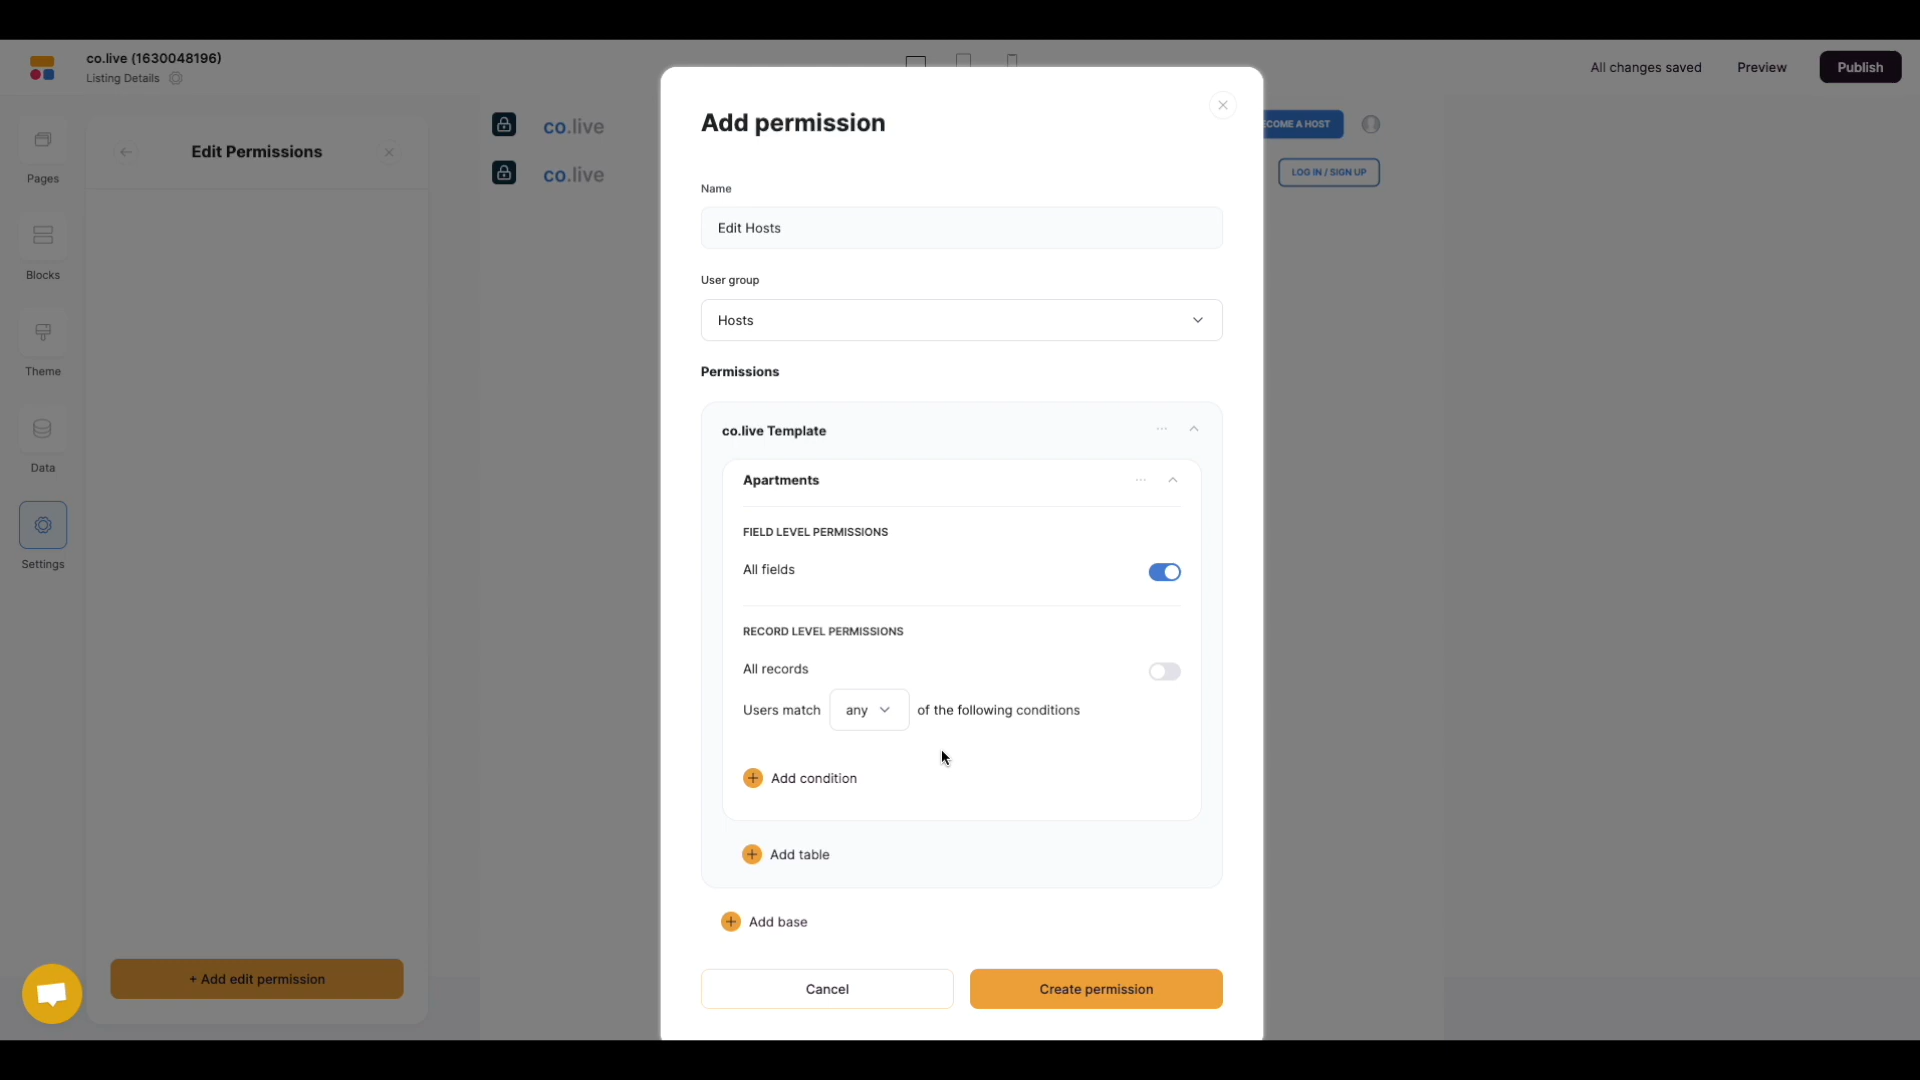 co.live (1630048196)
Listing Details
All changes saved
Preview
Publish
Pages
Blocks
Theme
Data
Settings
Edit Permissions
+ Add edit permission
co.live
co.live
ECOME A HOST
LOG IN / SIGN UP
Add permission
Name
Edit Hosts
User group
Hosts
Permissions
co.live Template
Apartments
FIELD LEVEL PERMISSIONS
All fields
RECORD LEVEL PERMISSIONS
All records
Users match any of the following conditions
Add condition
Add table
Add base
Cancel
Create permission